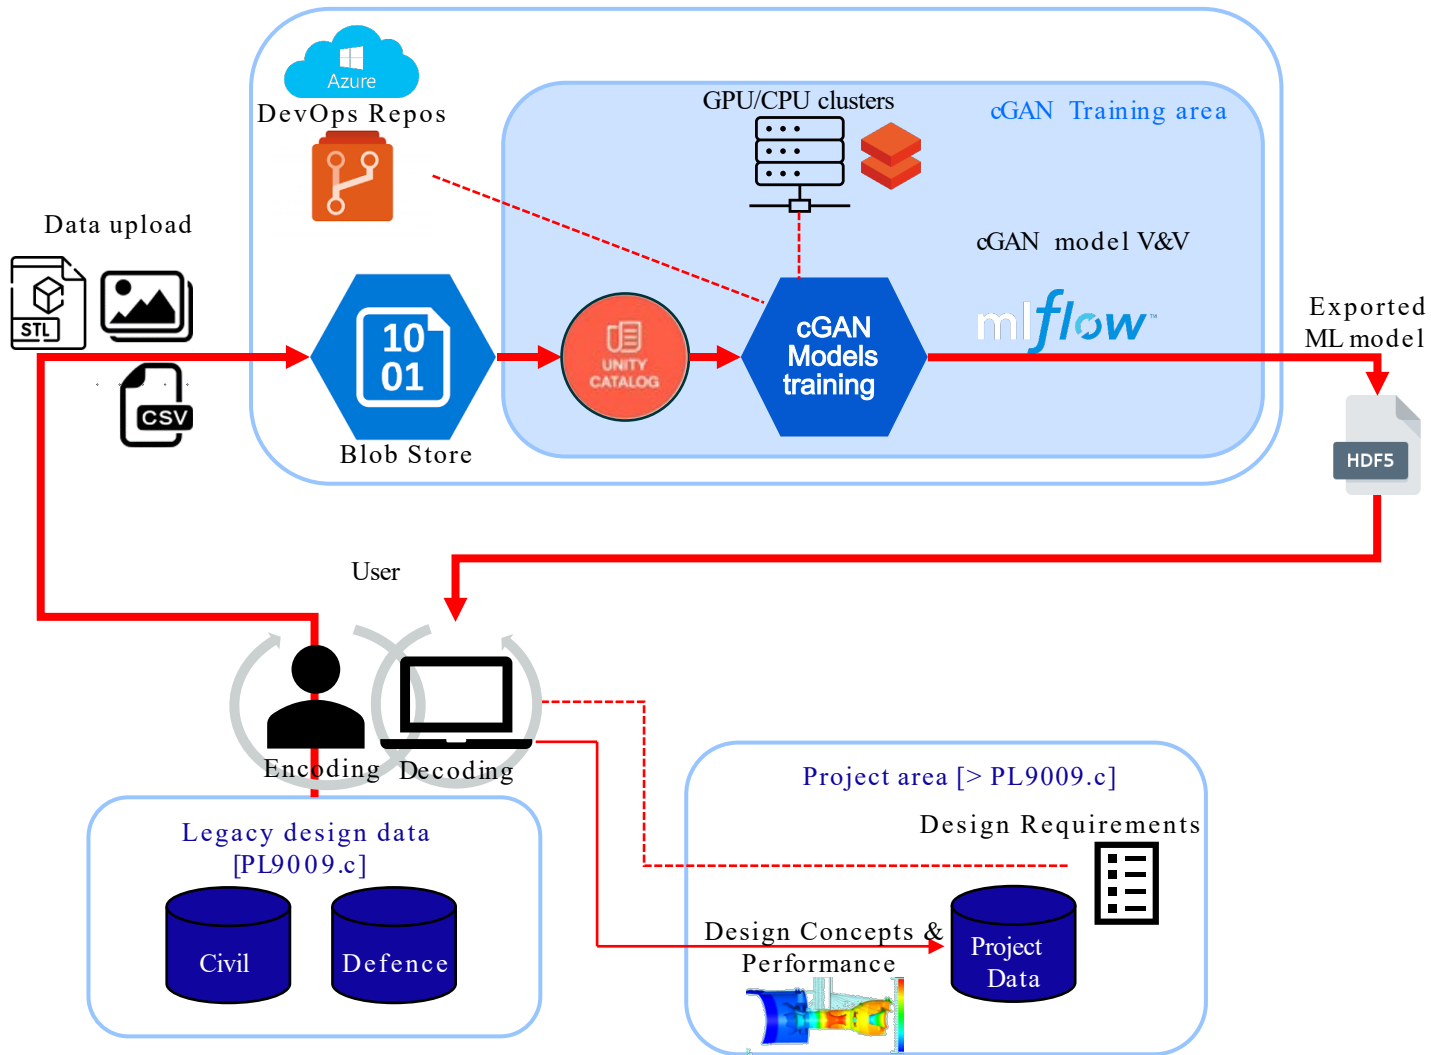 Azure
DevOps Repos
GPU/CPU clusters
cGAN Training area
Data upload
STL
CSV
10
01
Blob Store
UNITY
CATALOG
cGAN
Models
training
cGAN model V&V
mlflow™
Exported
ML model
HDF5
User
Encoding
Decoding
Legacy design data
[PL9009.c]
Civil
Defence
Project area [> PL9009.c]
Design Requirements
Design Concepts &
Performance
Project
Data